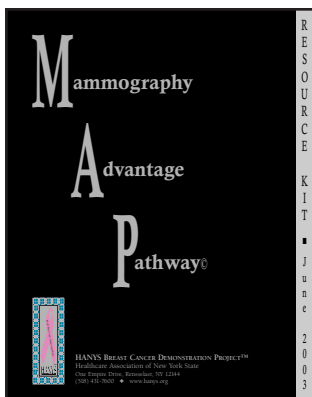 Mammography
Advantage
Pathway©
HANYS
HANYS BREAST CANCER DEMONSTRATION PROJECT™
Healthcare Association of New York State
One Empire Drive, Rensselaer, NY 12144
(518) 431-7600 ◆ www.hanys.org
RESOURCE KIT ■ June 2003